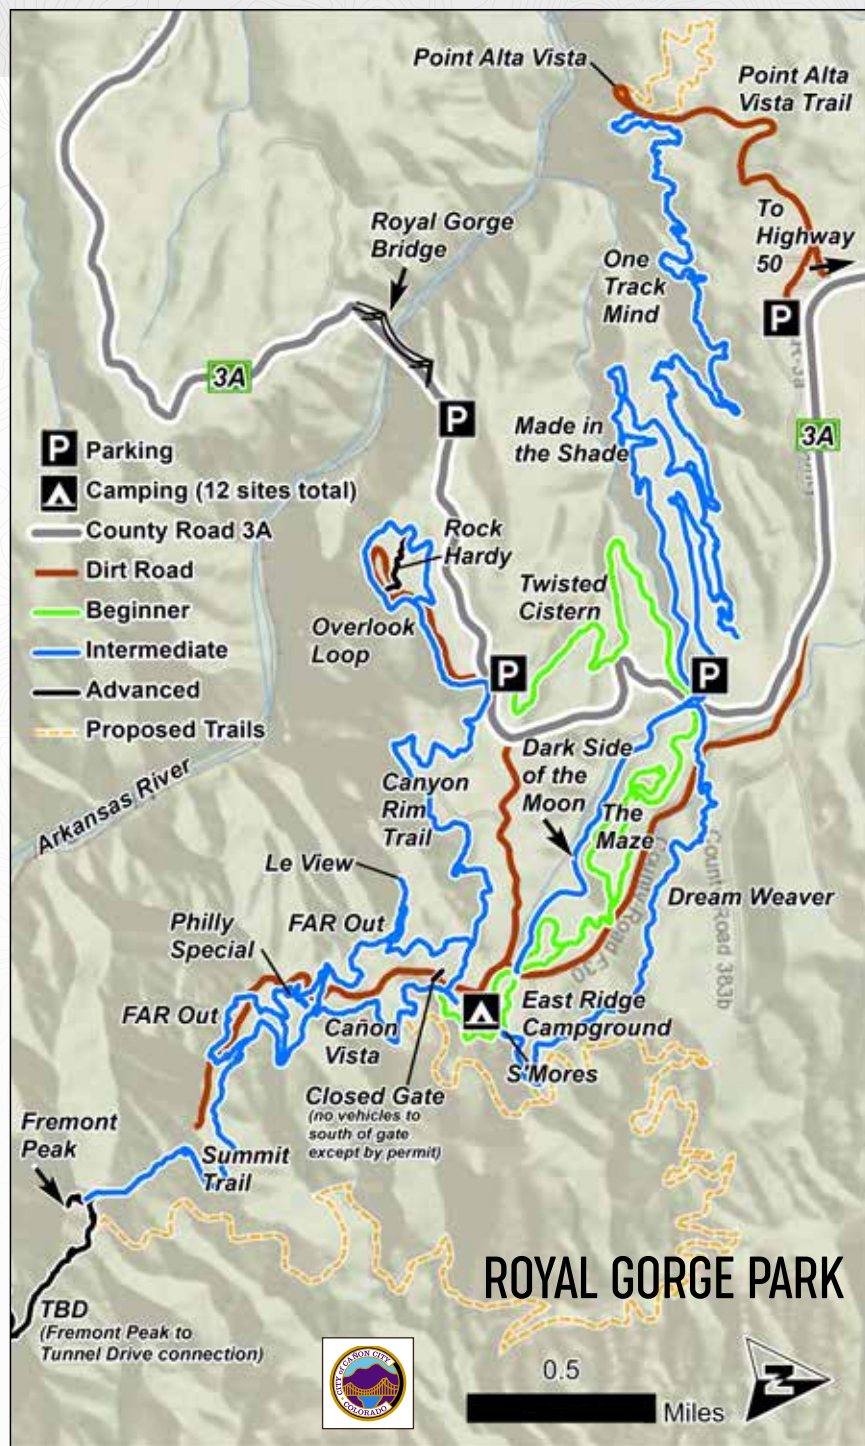 Point Alta Vista
Point Alta
Vista Trail
To
Highway
50
Royal Gorge
Bridge
One
Track
Mind
P
3A
P
Made in
the Shade
3A
P Parking
Camping (12 sites total)
County Road 3A
Dirt Road
Beginner
Intermediate
Advanced
Proposed Trails
Rock
Hardy
Twisted
Cistern
Overlook
Loop
P
P
Dark Side
of the
Moon
Canyon
Rim
Trail
The
Maze
Arkansas River
Le View
Dream Weaver
County Road 383b
County Road F30
Philly
Special
FAR Out
FAR Out
East Ridge
Campground
Cañon
Vista
S'Mores
Closed Gate
(no vehicles to
south of gate
except by permit)
Fremont
Peak
Summit
Trail
ROYAL GORGE PARK
TBD
(Fremont Peak to
Tunnel Drive connection)
CITY of CAÑON CITY
COLORADO
0.5
Miles
N